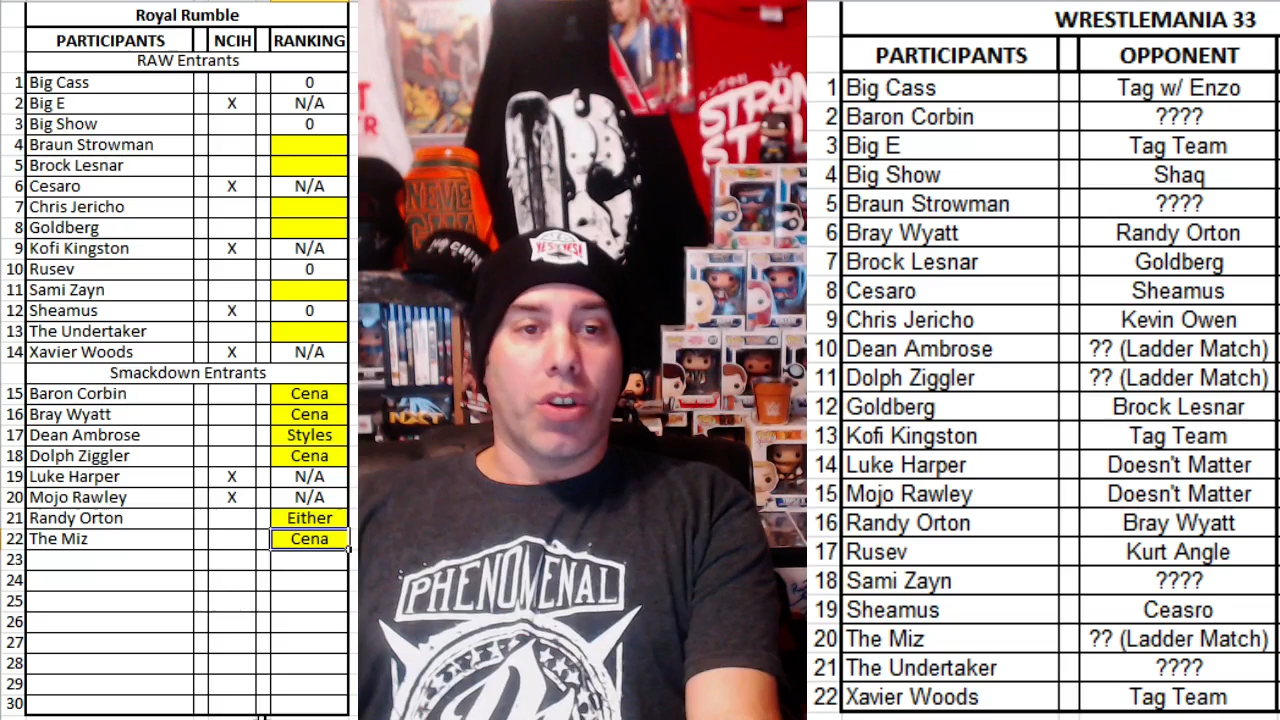 Royal Rumble
PARTICIPANTS NCIH RANKING
RAW Entrants
1 Big Cass 0
2 Big E X N/A
3 Big Show 0
4 Braun Strowman
5 Brock Lesnar
6 Cesaro X N/A
7 Chris Jericho
8 Goldberg
9 Kofi Kingston X N/A
10 Rusev 0
11 Sami Zayn
12 Sheamus X 0
13 The Undertaker
14 Xavier Woods X N/A
Smackdown Entrants
15 Baron Corbin Cena
16 Bray Wyatt Cena
17 Dean Ambrose Styles
18 Dolph Ziggler Cena
19 Luke Harper X N/A
20 Mojo Rawley X N/A
21 Randy Orton Either
22 The Miz Cena
23
24
25
26
27
28
29
30
STRONG
YES! YES!
NXT
PHENOMENAL
WRESTLEMANIA 33
PARTICIPANTS OPPONENT
1 Big Cass Tag w/ Enzo
2 Baron Corbin ????
3 Big E Tag Team
4 Big Show Shaq
5 Braun Strowman ????
6 Bray Wyatt Randy Orton
7 Brock Lesnar Goldberg
8 Cesaro Sheamus
9 Chris Jericho Kevin Owen
10 Dean Ambrose ?? (Ladder Match)
11 Dolph Ziggler ?? (Ladder Match)
12 Goldberg Brock Lesnar
13 Kofi Kingston Tag Team
14 Luke Harper Doesn't Matter
15 Mojo Rawley Doesn't Matter
16 Randy Orton Bray Wyatt
17 Rusev Kurt Angle
18 Sami Zayn ????
19 Sheamus Ceasro
20 The Miz ?? (Ladder Match)
21 The Undertaker ????
22 Xavier Woods Tag Team